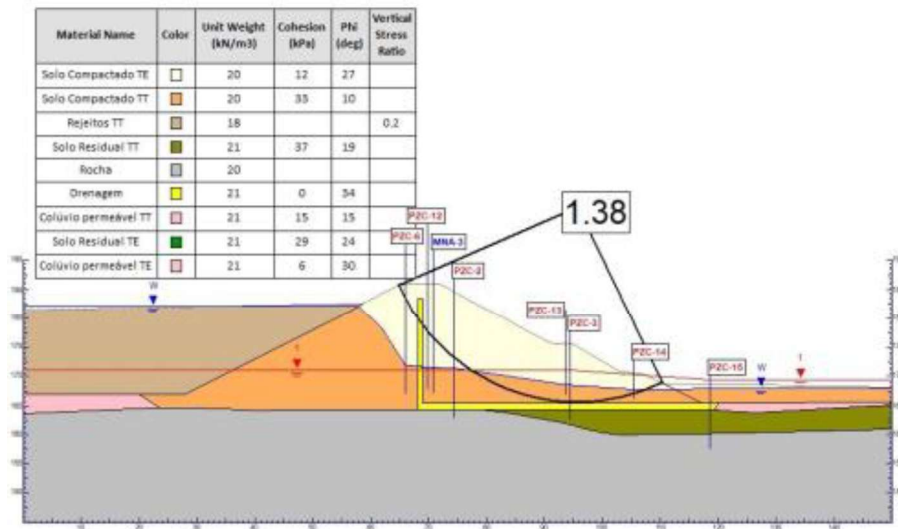 Material Name Color Unit Weight (kN/m3) Cohesion (kPa) Phi (deg) Vertical Stress Ratio
Solo Compactado TE 20 12 27
Solo Compactado TT 20 33 10
Rejeitos TT 18 0.2
Solo Residual TT 21 37 19
Rocha 20
Drenagem 21 0 34
Colúvio permeável TT 21 15 15
Solo Residual TE 21 29 24
Colúvio permeável TE 21 6 30
1.38
PZC-12
PZC-4
MNA-3
PZC-2
PZC-13
PZC-3
PZC-14
PZC-15
W
1
W
1